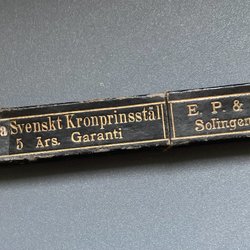 a Svenskt Kronprinsstål
5 Års. Garanti
E. P. &
Solingen